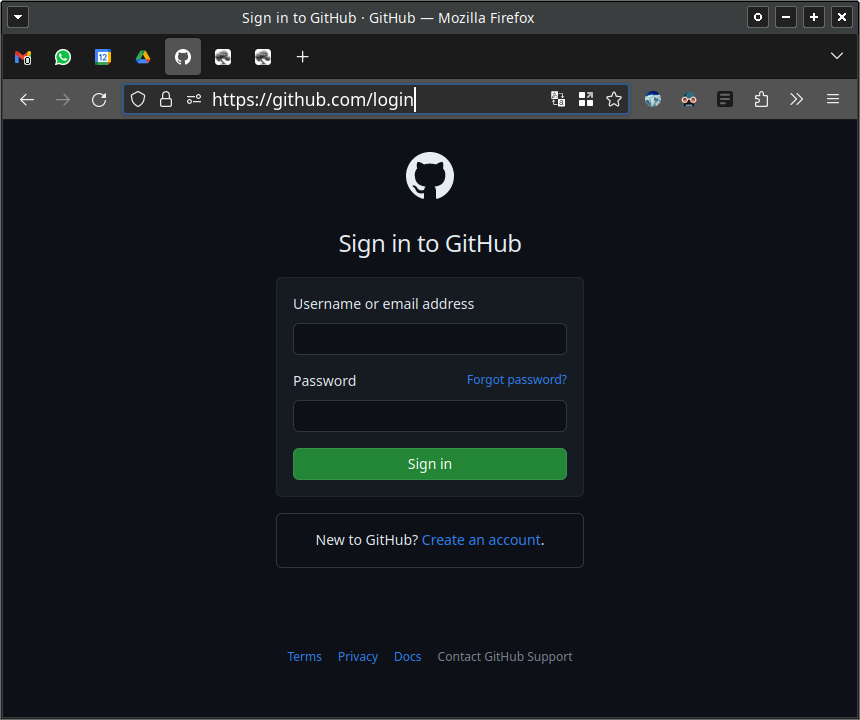 Sign in to GitHub · GitHub — Mozilla Firefox
12
https://github.com/login
Sign in to GitHub
Username or email address
Password Forgot password?
Sign in
New to GitHub? Create an account.
Terms Privacy Docs Contact GitHub Support